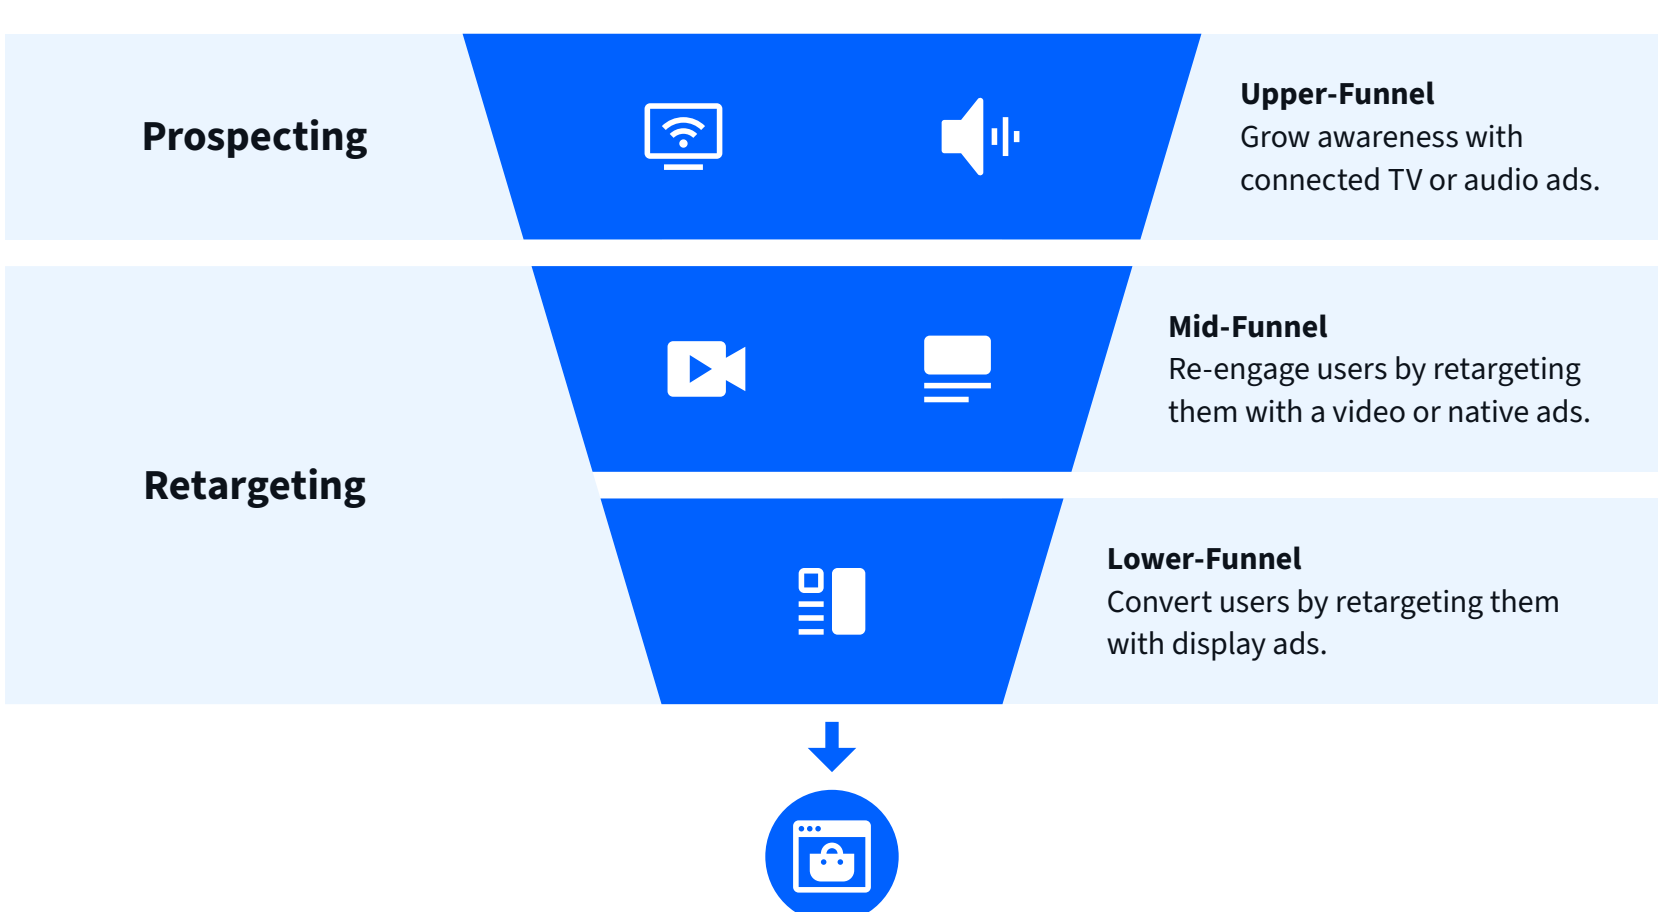 Prospecting
Upper-Funnel
Grow awareness with
connected TV or audio ads.
Retargeting
Mid-Funnel
Re-engage users by retargeting
them with a video or native ads.
Lower-Funnel
Convert users by retargeting them
with display ads.